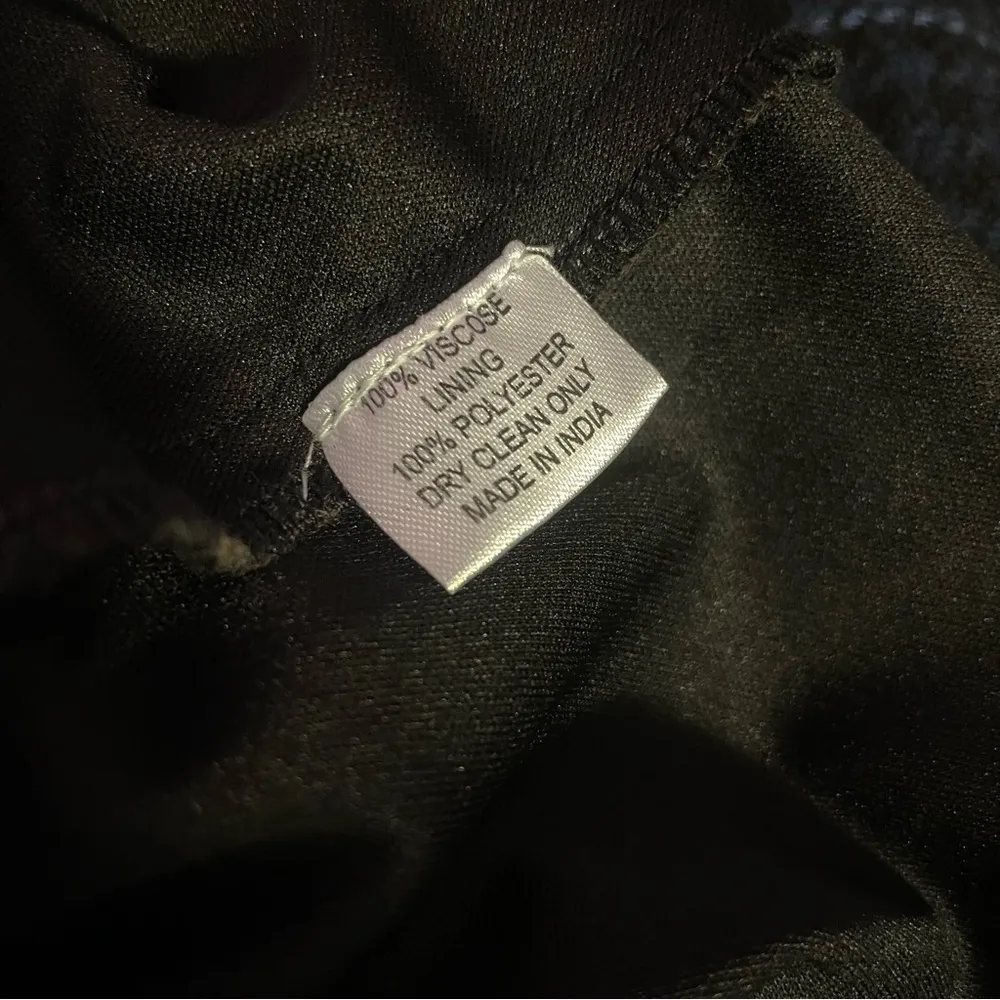 100% VISCOSE
LINING
100% POLYESTER
DRY CLEAN ONLY
MADE IN INDIA